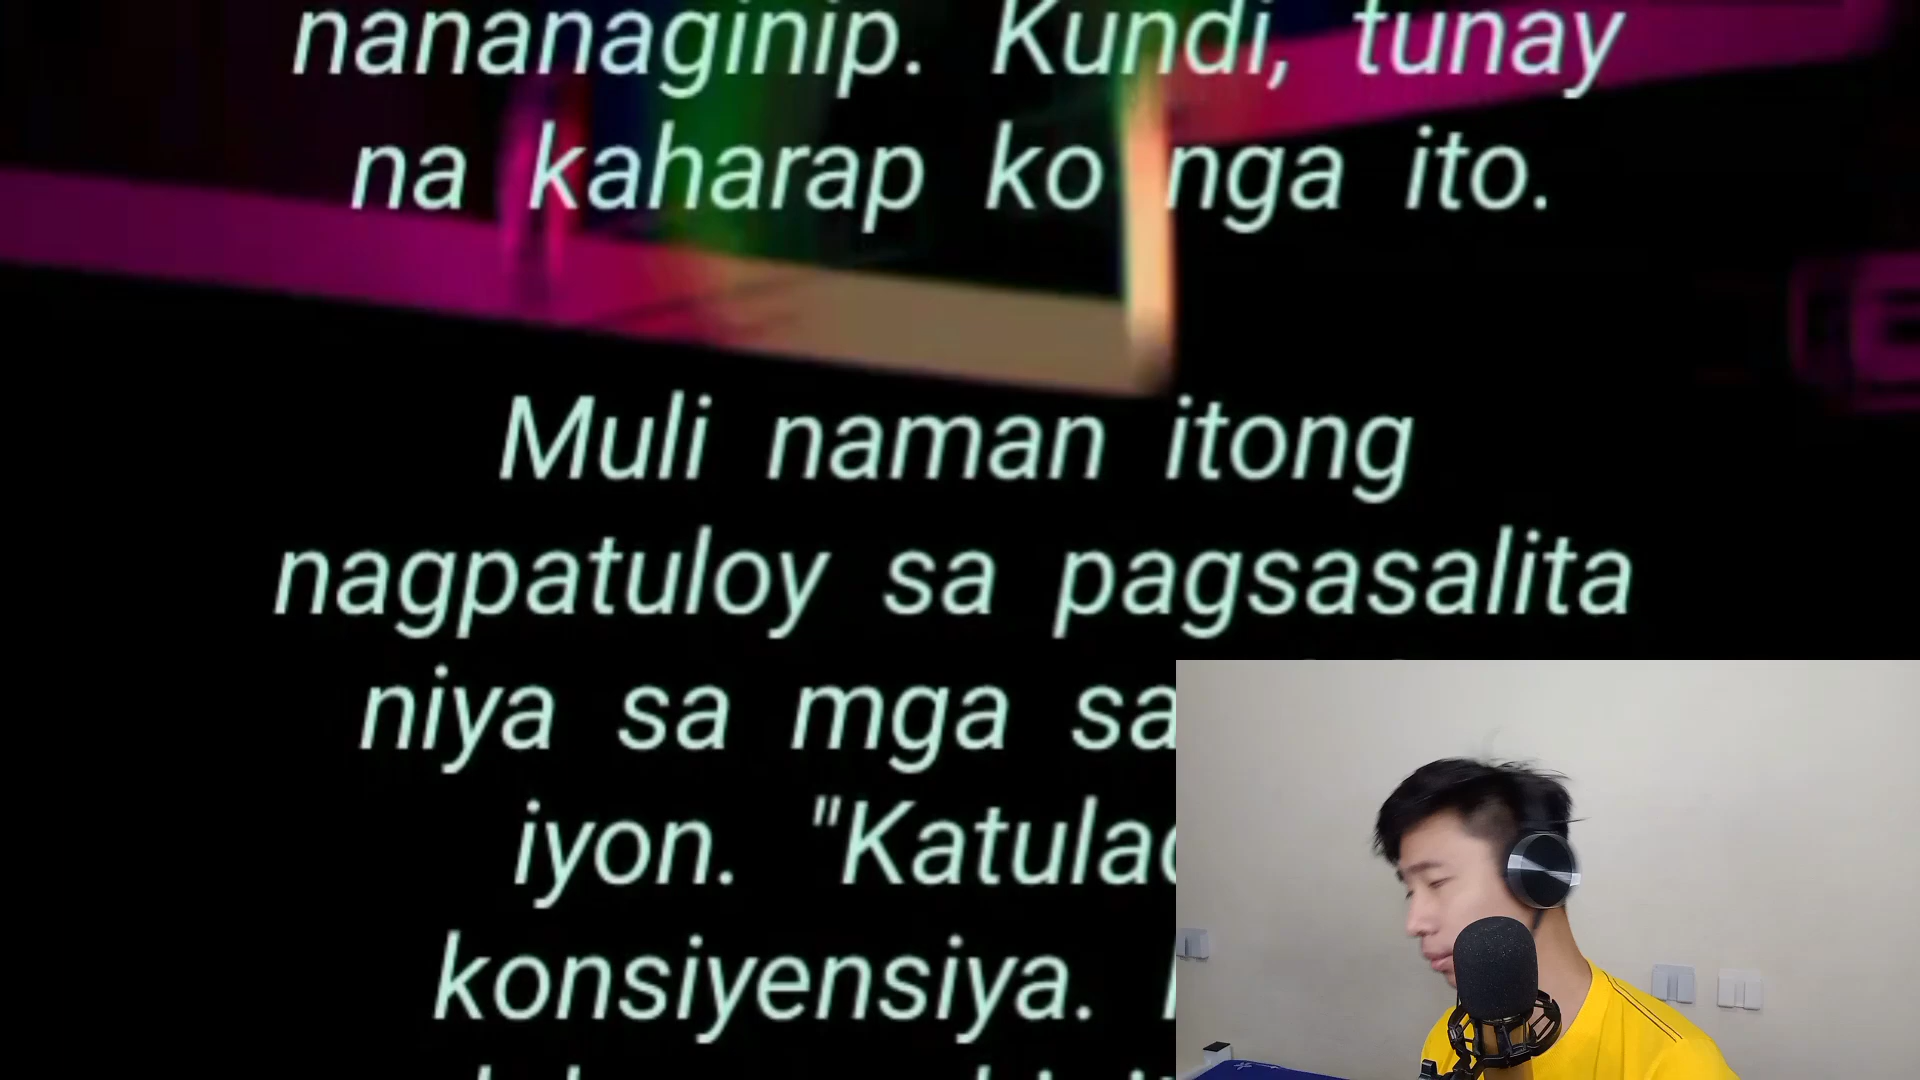 nananaginip. Kundi, tunay
na kaharap ko nga ito.
Muli naman itong
nagpatuloy sa pagsasalita
niya sa mga
iyon. "Katulad
konsiyensiya.